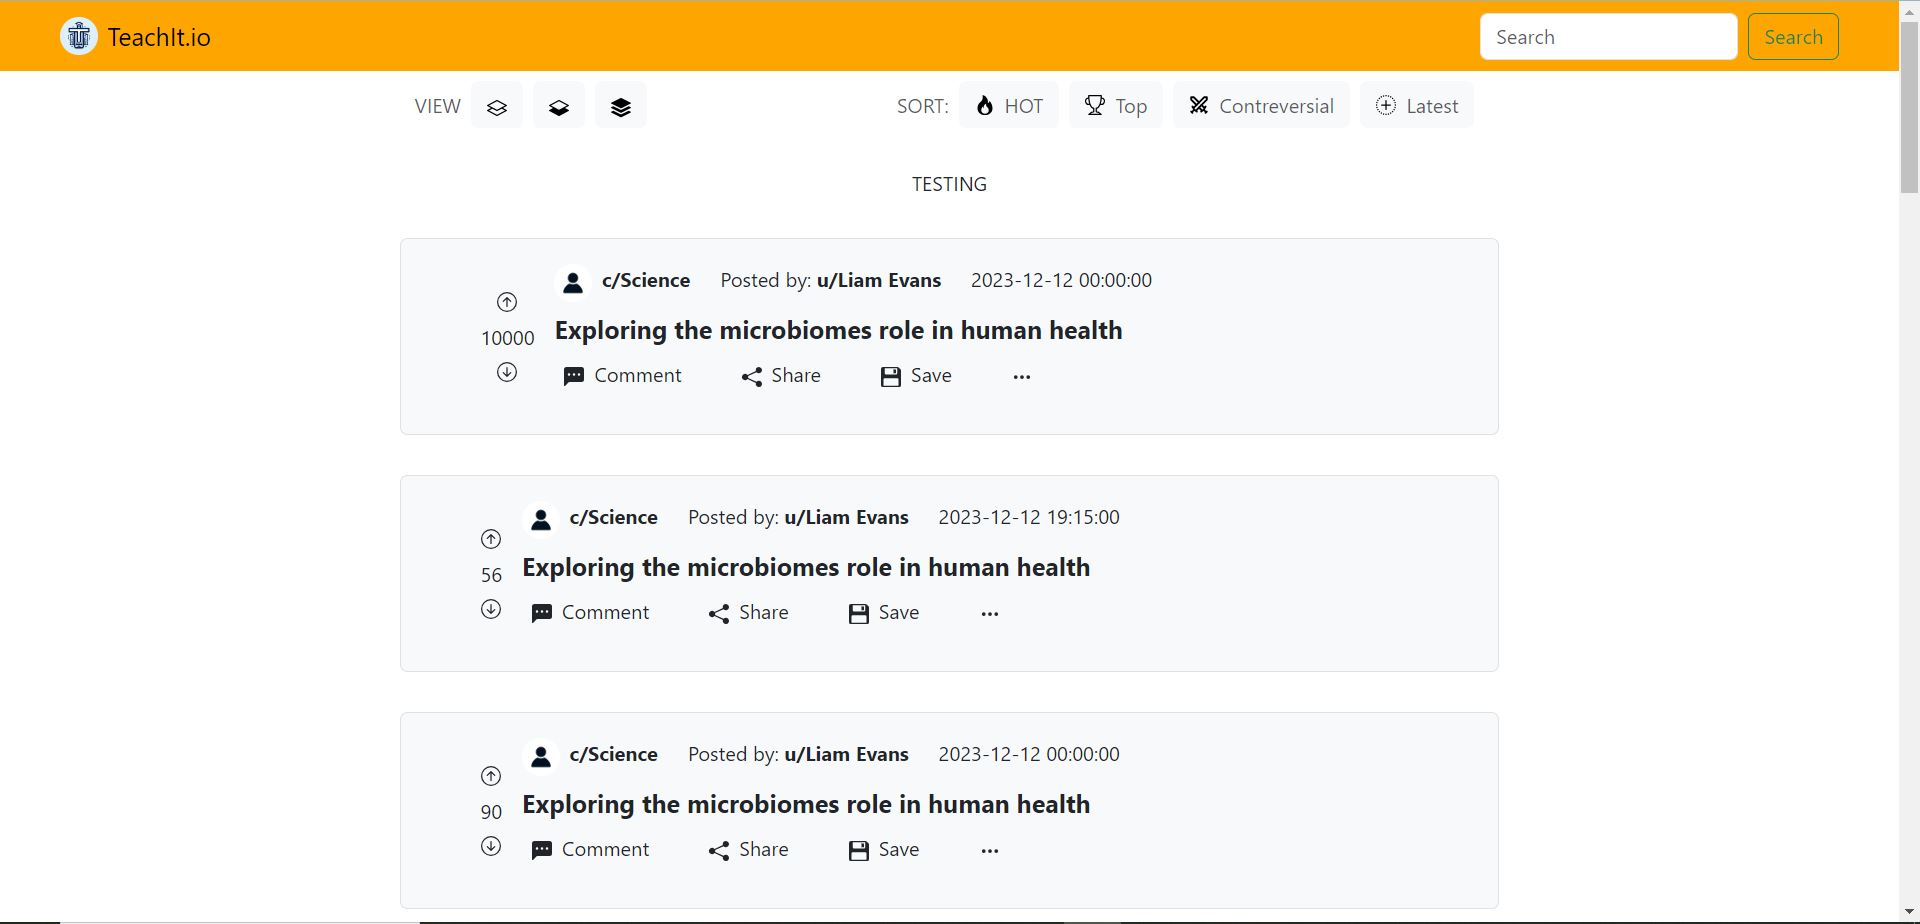 TeachIt.io Search Search
VIEW SORT: HOT Top Contreversial Latest
TESTING
c/Science Posted by: u/Liam Evans 2023-12-12 00:00:00
10000 Exploring the microbiomes role in human health
Comment Share Save ...
c/Science Posted by: u/Liam Evans 2023-12-12 19:15:00
56 Exploring the microbiomes role in human health
Comment Share Save ...
c/Science Posted by: u/Liam Evans 2023-12-12 00:00:00
90 Exploring the microbiomes role in human health
Comment Share Save ...